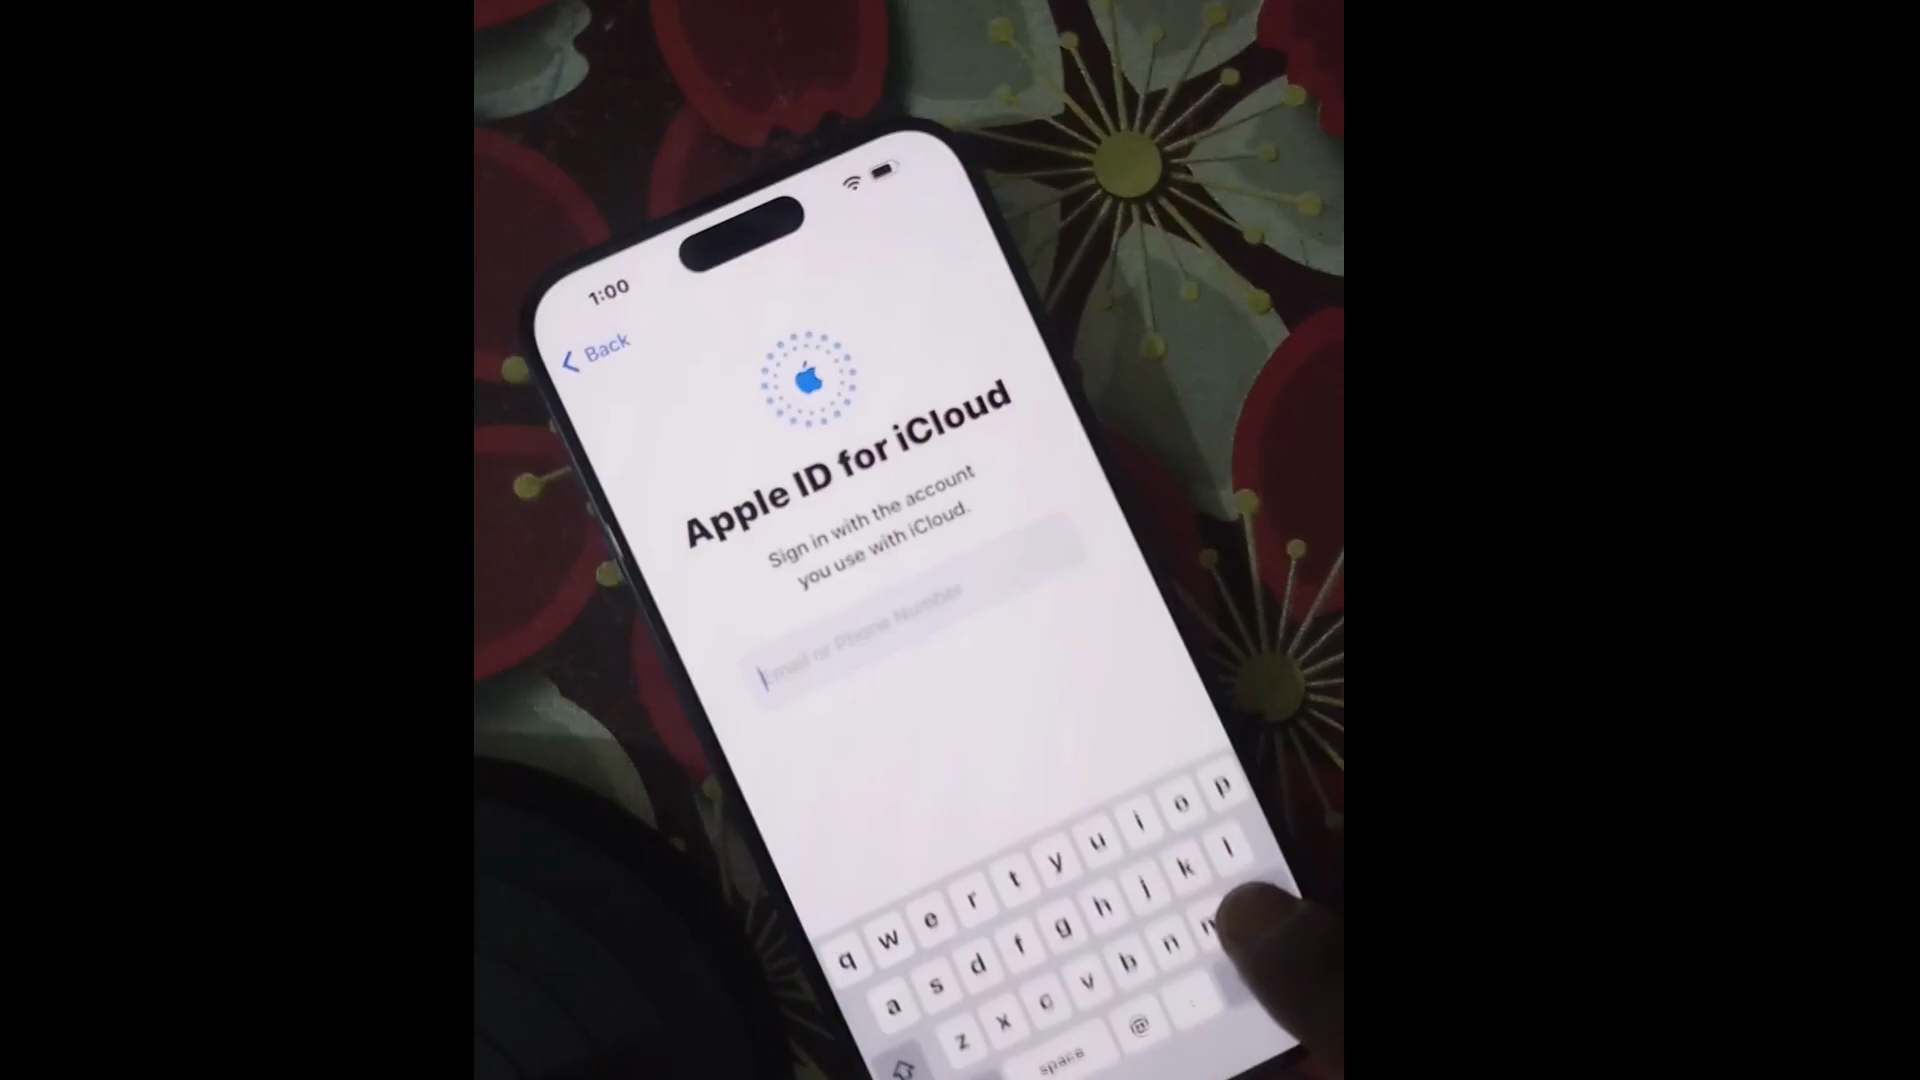 1:00
Back
Apple ID for iCloud
Sign in with the account
you use with iCloud.
Email or Phone Number
q w e r t y u i o p
a s d f g h j k l
z x c v b n m
space @ .